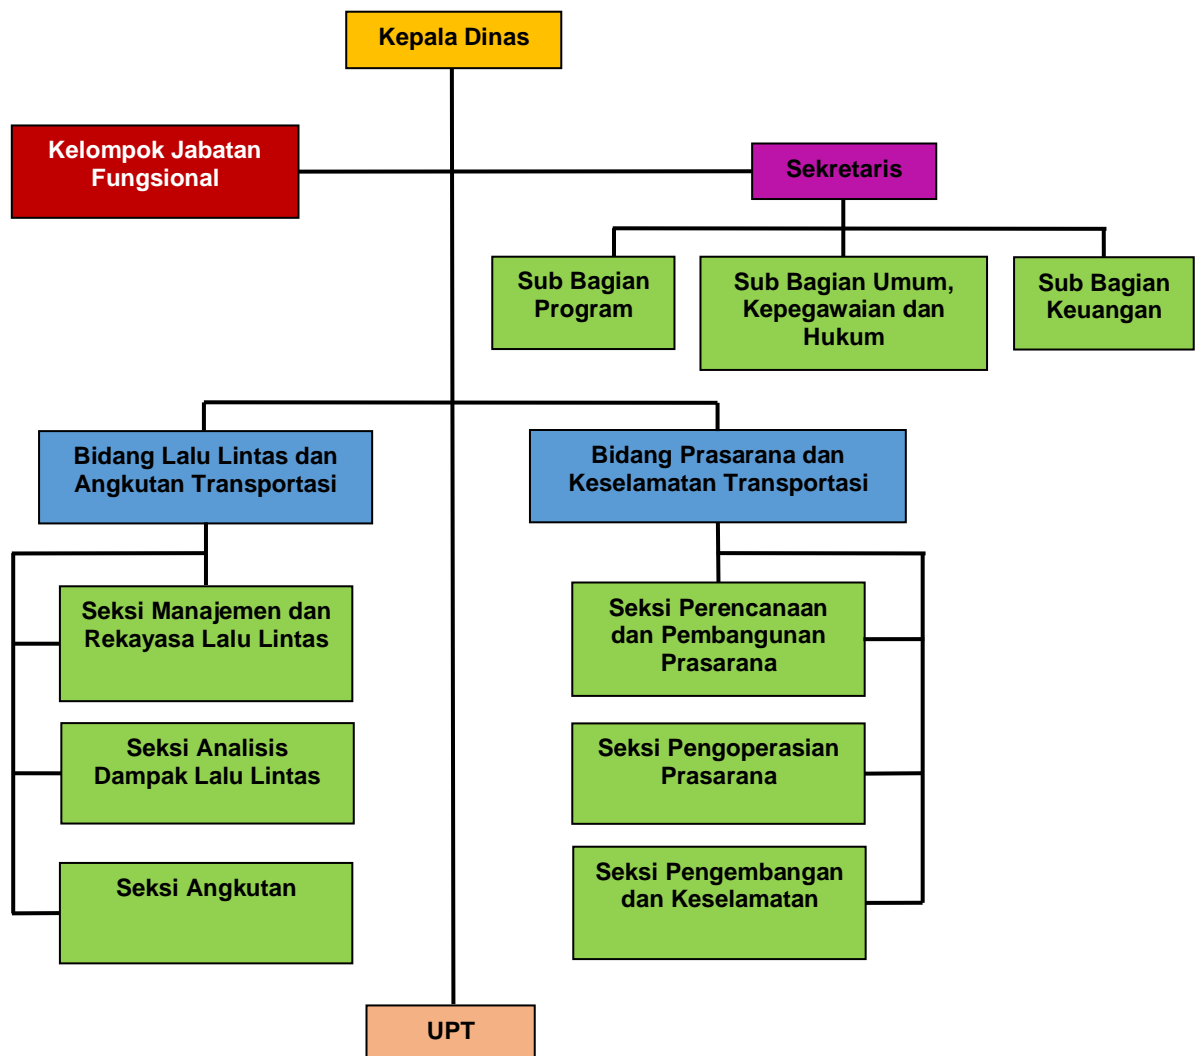 Kepala Dinas
Kelompok Jabatan
Fungsional
Sekretaris
Sub Bagian
Program
Sub Bagian Umum,
Kepegawaian dan
Hukum
Sub Bagian
Keuangan
Bidang Lalu Lintas dan
Angkutan Transportasi
Bidang Prasarana dan
Keselamatan Transportasi
Seksi Manajemen dan
Rekayasa Lalu Lintas
Seksi Analisis
Dampak Lalu Lintas
Seksi Angkutan
Seksi Perencanaan
dan Pembangunan
Prasarana
Seksi Pengoperasian
Prasarana
Seksi Pengembangan
dan Keselamatan
UPT